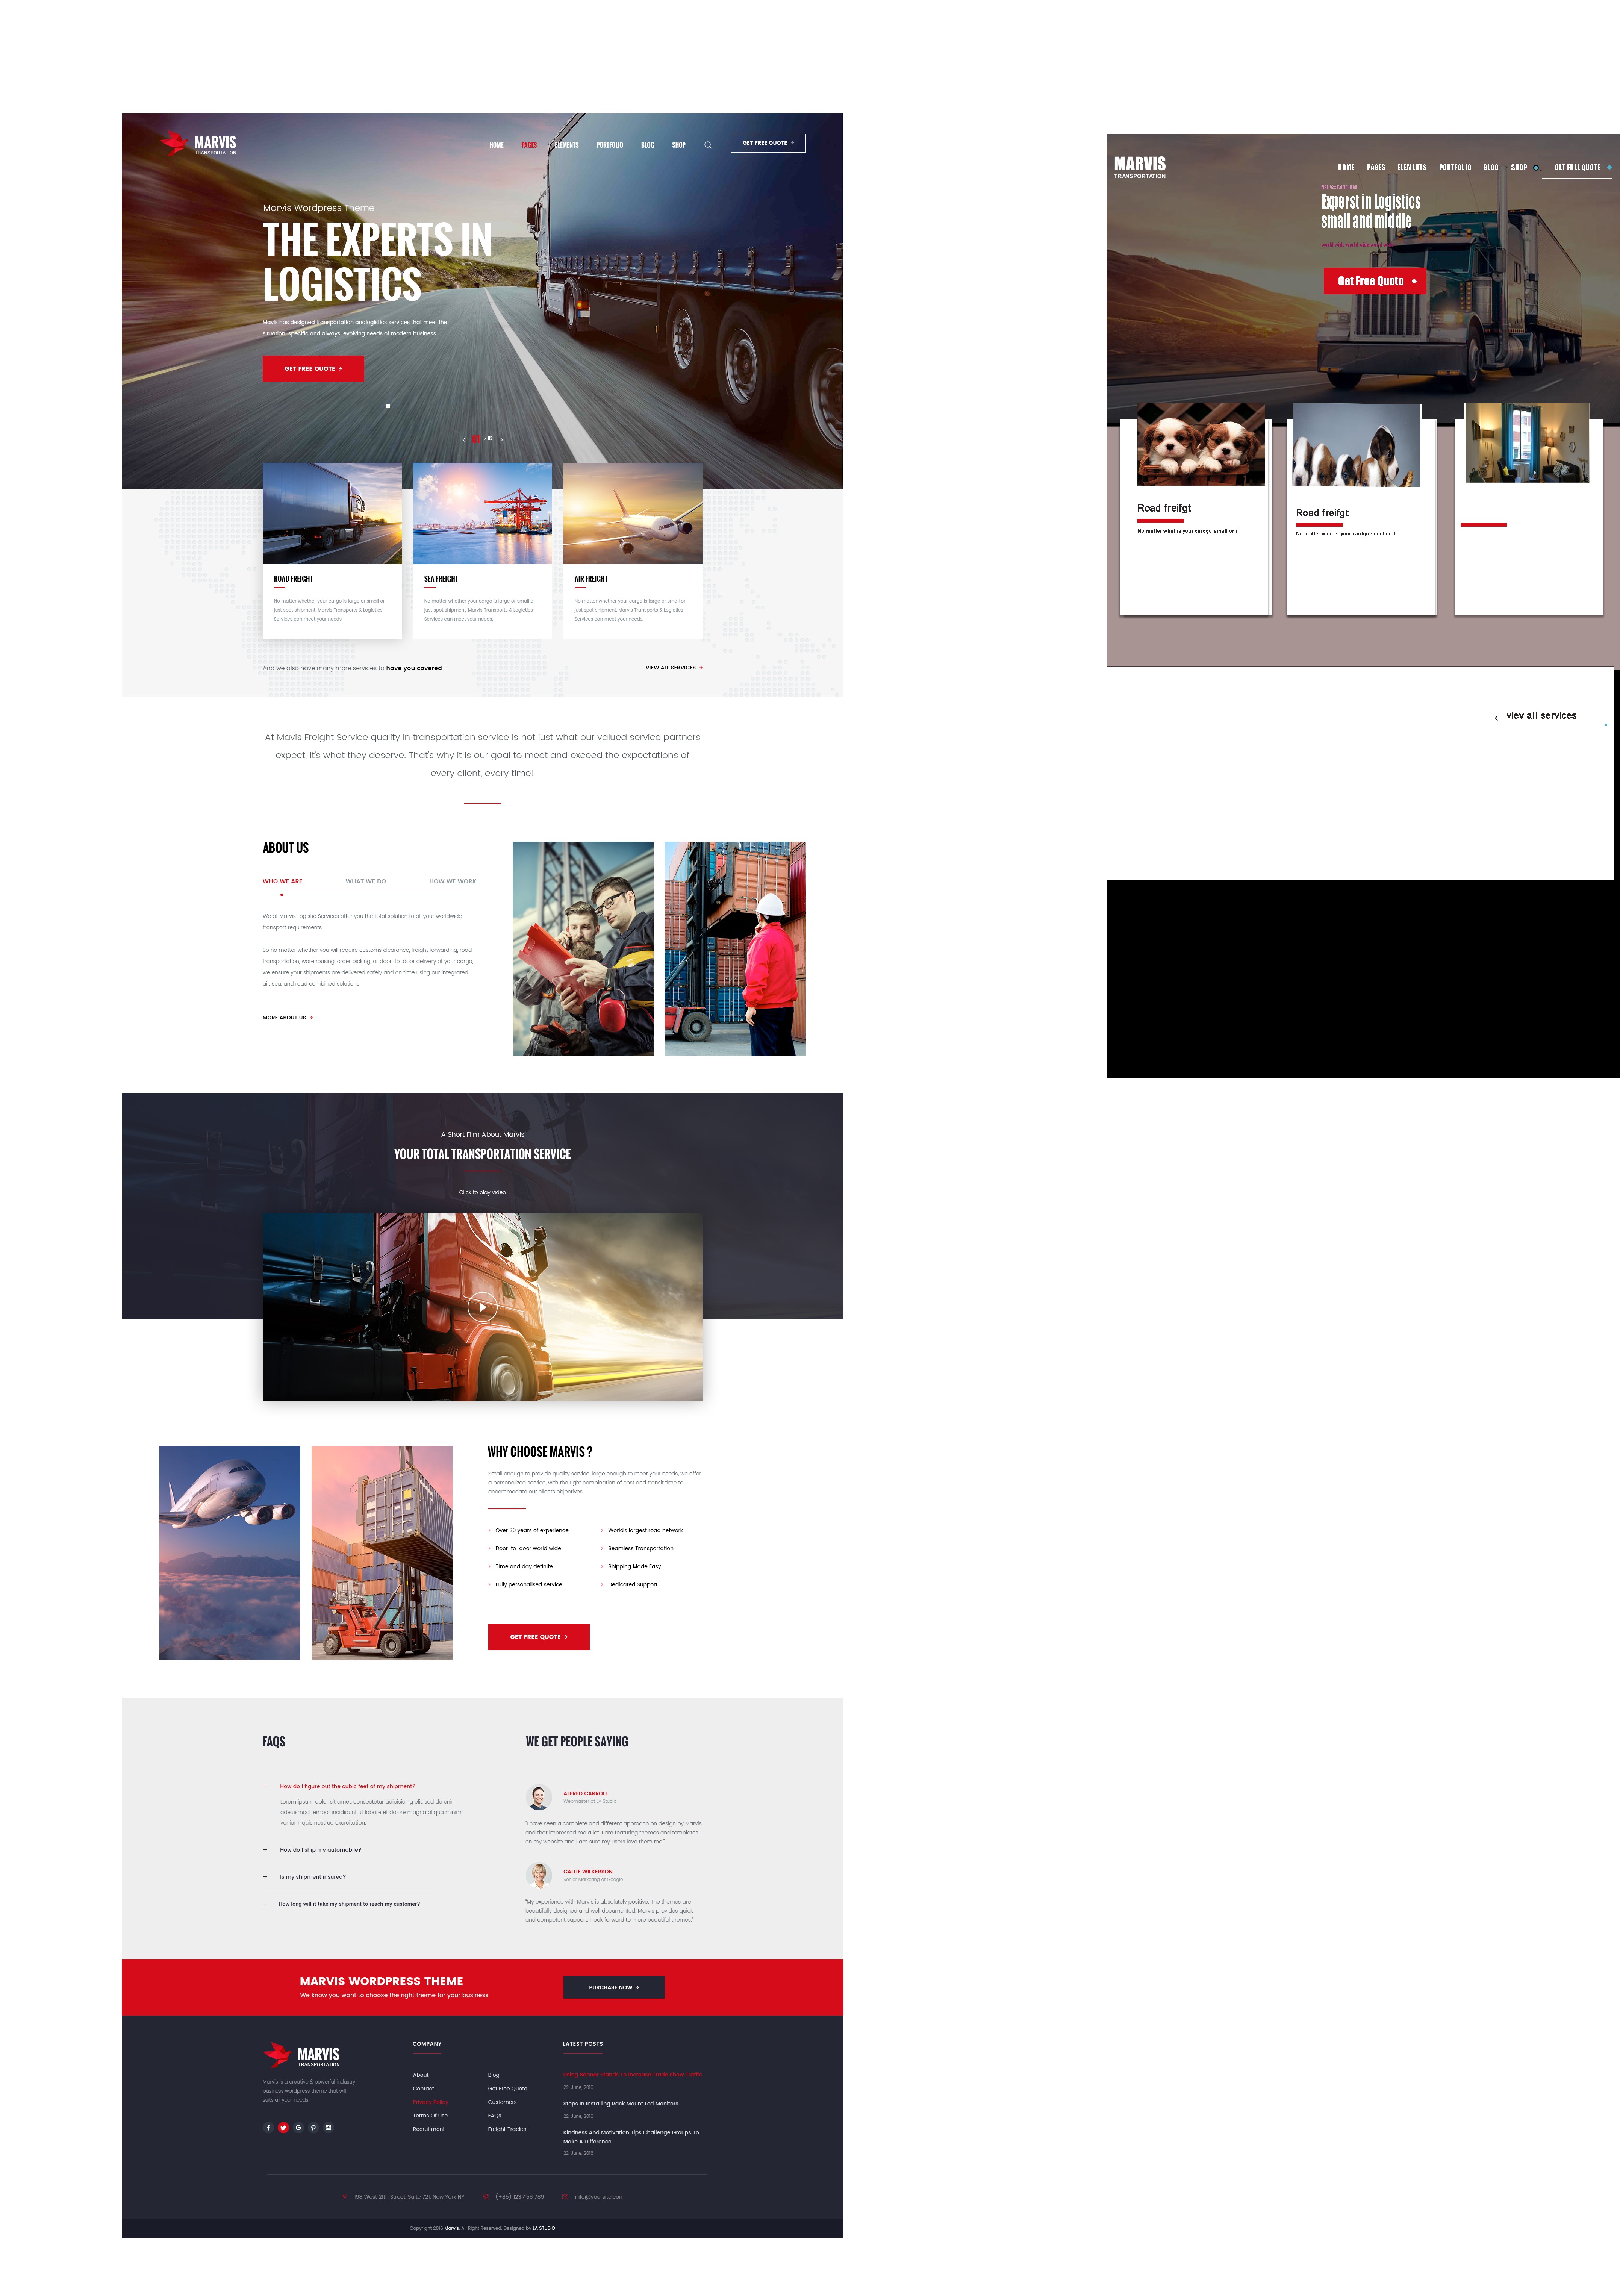 MARVIS
TRANSPORTATION
HOME PAGES ELEMENTS PORTFOLIO BLOG SHOP GET FREE QUOTE
Marvis Wordpress Theme
THE EXPERTS IN
LOGISTICS
Mavis has designed transportation andlogistics services that meet the
situation-specific and always-evolving needs of modern business.
GET FREE QUOTE
ROAD FREIGHT
No matter whether your cargo is large or small or
just spot shipment, Marvis Transports & Logictics
Services can meet your needs.
SEA FREIGHT
No matter whether your cargo is large or small or
just spot shipment, Marvis Transports & Logictics
Services can meet your needs.
AIR FREIGHT
No matter whether your cargo is large or small or
just spot shipment, Marvis Transports & Logictics
Services can meet your needs.
And we also have many more services to have you covered !
VIEW ALL SERVICES
At Mavis Freight Service quality in transportation service is not just what our valued service partners
expect, it's what they deserve. That's why it is our goal to meet and exceed the expectations of
every client, every time!
ABOUT US
WHO WE ARE WHAT WE DO HOW WE WORK
We at Marvis Logistic Services offer you the total solution to all your worldwide
transport requirements.
So no matter whether you will require customs clearance, freight forwarding, road
transportation, warehousing, order picking, or door-to-door delivery of your cargo,
we ensure your shipments are delivered safely and on time using our integrated
air, sea, and road combined solutions.
MORE ABOUT US
A Short Film About Marvis
YOUR TOTAL TRANSPORTATION SERVICE
Click to play video
WHY CHOOSE MARVIS ?
Small enough to provide quality service, large enough to meet your needs, we offer
a personalized service, with the right combination of cost and transit time to
accommodate our clients objectives.
Over 30 years of experience
Door-to-door world wide
Time and day definite
Fully personalised service
World's largest road network
Seamless Transportation
Shipping Made Easy
Dedicated Support
GET FREE QUOTE
FAQS
How do I figure out the cubic feet of my shipment?
Lorem ipsum dolor sit amet, consectetur adipisicing elit, sed do enim
adeiusmod tempor incididunt ut labore et dolore magna aliqua minim
veniam, quis nostrud exercitation.
How do I ship my automobile?
Is my shipment insured?
How long will it take my shipment to reach my customer?
WE GET PEOPLE SAYING
ALFRED CARROLL
Webmaster at LA Studio
"I have seen a complete and different approach on design by Marvis
and that impressed me a lot. I am featuring themes and templates
on my website and I am sure my users love them too."
CALLIE WILKERSON
Senior Marketing at Google
"My experience with Marvis is absolutely positive. The themes are
beautifully designed and well documented. Marvis provides quick
and competent support. I look forward to more beautiful themes."
MARVIS WORDPRESS THEME
We know you want to choose the right theme for your business
PURCHASE NOW
MARVIS
TRANSPORTATION
Marvis is a creative & powerful industry
business wordpress theme that will
suits all your needs.
COMPANY
About
Contact
Privacy Policy
Terms Of Use
Recruitment
Blog
Get Free Quote
Customers
FAQs
Freight Tracker
LATEST POSTS
Using Banner Stands To Increase Trade Show Traffic
22, June, 2016
Steps In Installing Rack Mount Lcd Monitors
22, June, 2016
Kindness And Motivation Tips Challenge Groups To
Make A Difference
22, June, 2016
198 West 21th Street, Suite 721, New York NY
(+85) 123 456 789
info@yoursite.com
Copyright 2016 Marvis. All Right Reserved. Designed by LA STUDIO
MARVIS
TRANSPORTATION
HOME PAGES ELEMENTS PORTFOLIO BLOG SHOP GET FREE QUOTE
Experst in Logistics
small and middle
Get Free Quoto
Road freifgt
No matter what is your cardgo small or if
Road freifgt
No matter what is your cardgo small or if
viev all services